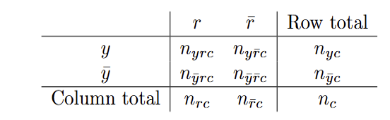 r r̄ Row total
y n_{yrc} n_{yr̄c} n_{yc}
ȳ n_{ȳrc} n_{ȳr̄c} n_{ȳc}
Column total n_{rc} n_{r̄c} n_c